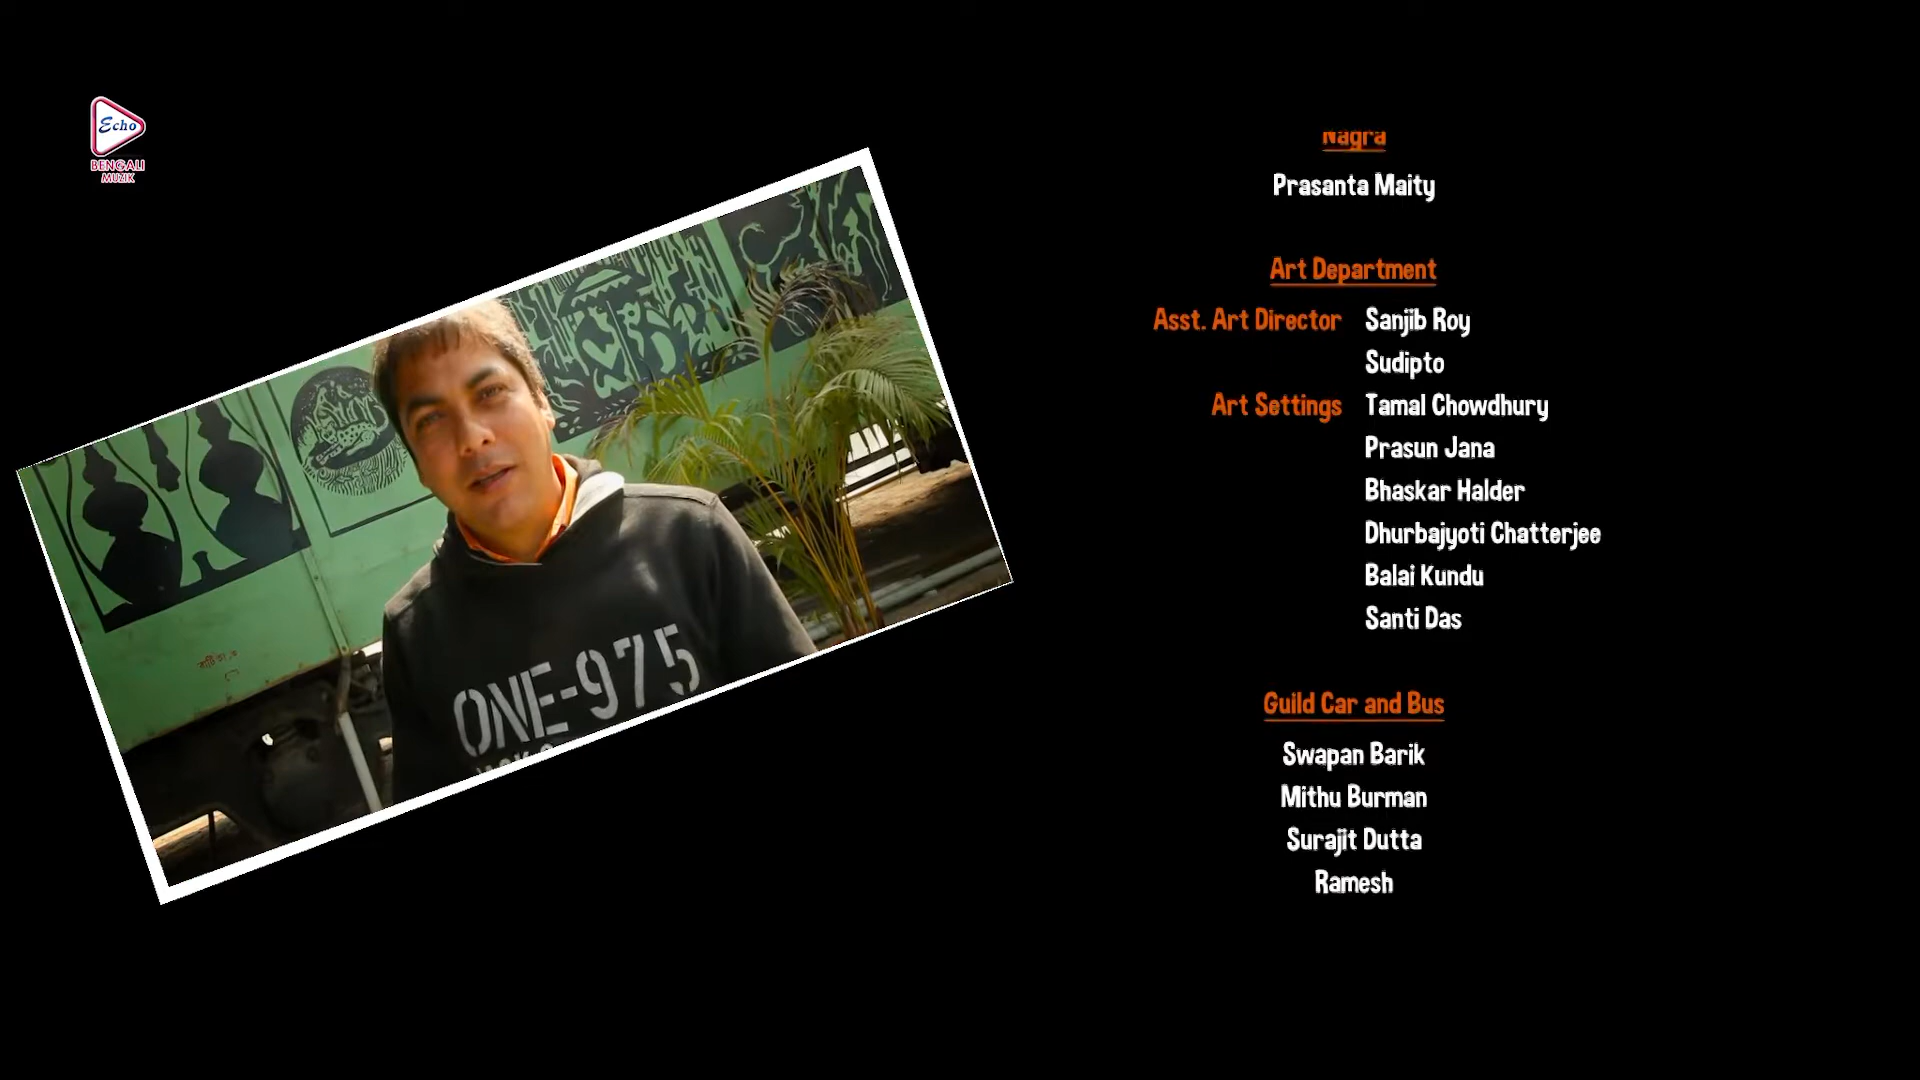 Echo
BENGALI
MUZIK
ONE-975
Nagra
Prasanta Maity
Art Department
Asst. Art Director Sanjib Roy
Sudipto
Art Settings Tamal Chowdhury
Prasun Jana
Bhaskar Halder
Dhurbajyoti Chatterjee
Balai Kundu
Santi Das
Guild Car and Bus
Swapan Barik
Mithu Burman
Surajit Dutta
Ramesh